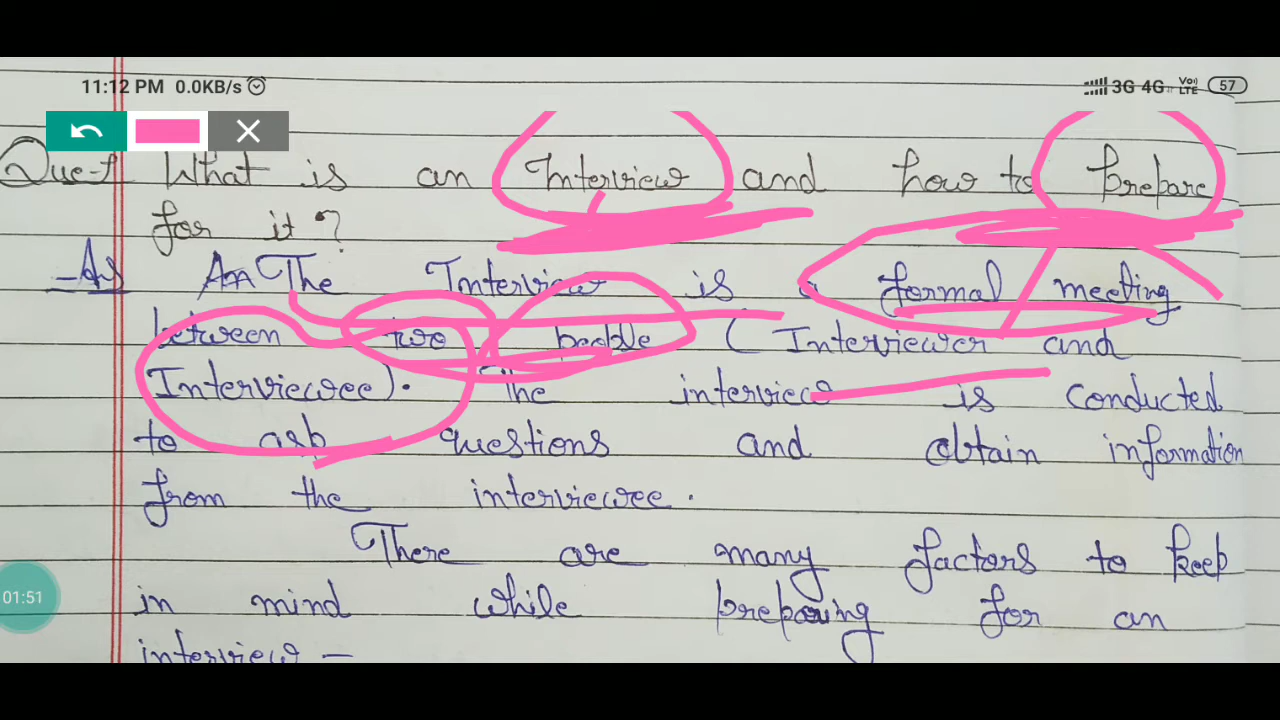 11:12 PM 0.0KB/s 3G 4G VoLTE 57
Que-1 What is an Interview and how to Prepare
for it?
Ans An The Interview is a formal meeting
between two people ( Interviewer and
Interviewee). The interview is conducted
to ask questions and obtain information
from the interviewee.
There are many factors to keep
01:51
in mind while preparing for an
interview —